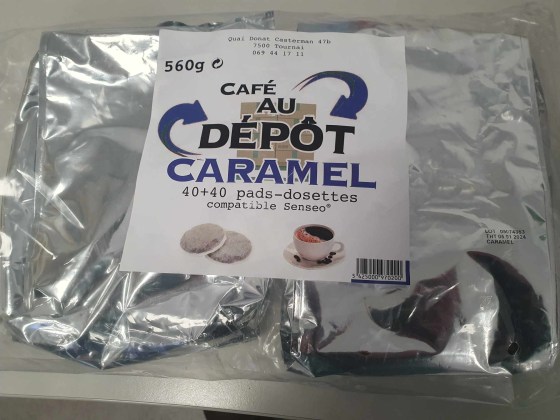 Quai Donat Casterman 47b
7500 Tournai
069 44 17 11
560g ℮
CAFÉ
AU
DÉPÔT
CARAMEL
40+40 pads-dosettes
compatible Senseo®
CARAMEL